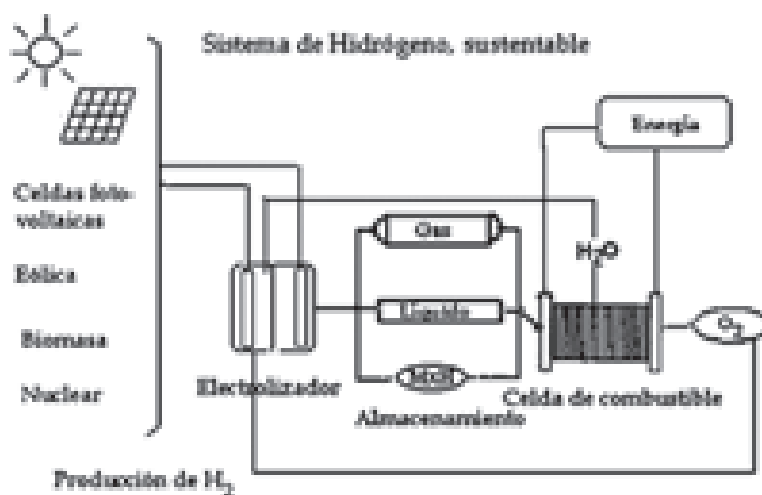 Sistema de Hidrógeno, sustentable
Energía
Celdas foto-
voltaicas
Gas
H2O
Eólica
Líquido
O2
Biomasa
Electrolizador
Nuclear
Celda de combustible
Almacenamiento
Producción de H2